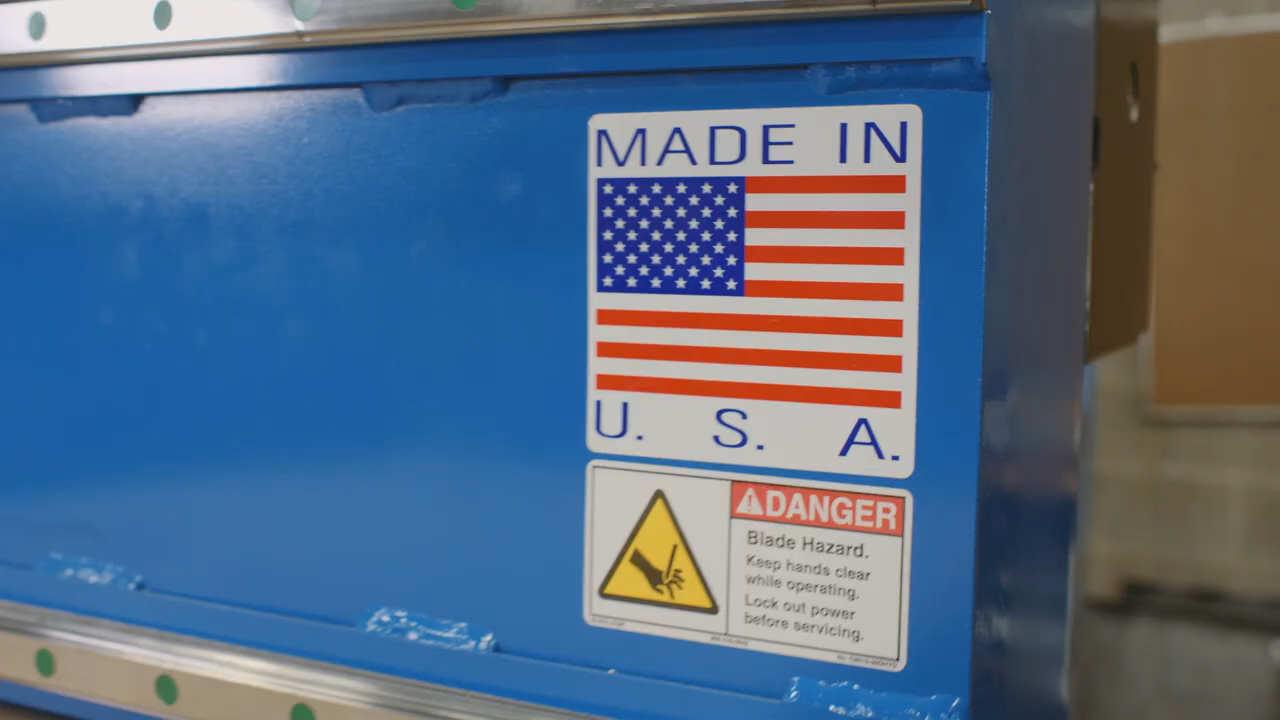 MADE IN
U. S. A.
DANGER
Blade Hazard.
Keep hands clear
while operating.
Lock out power
before servicing.